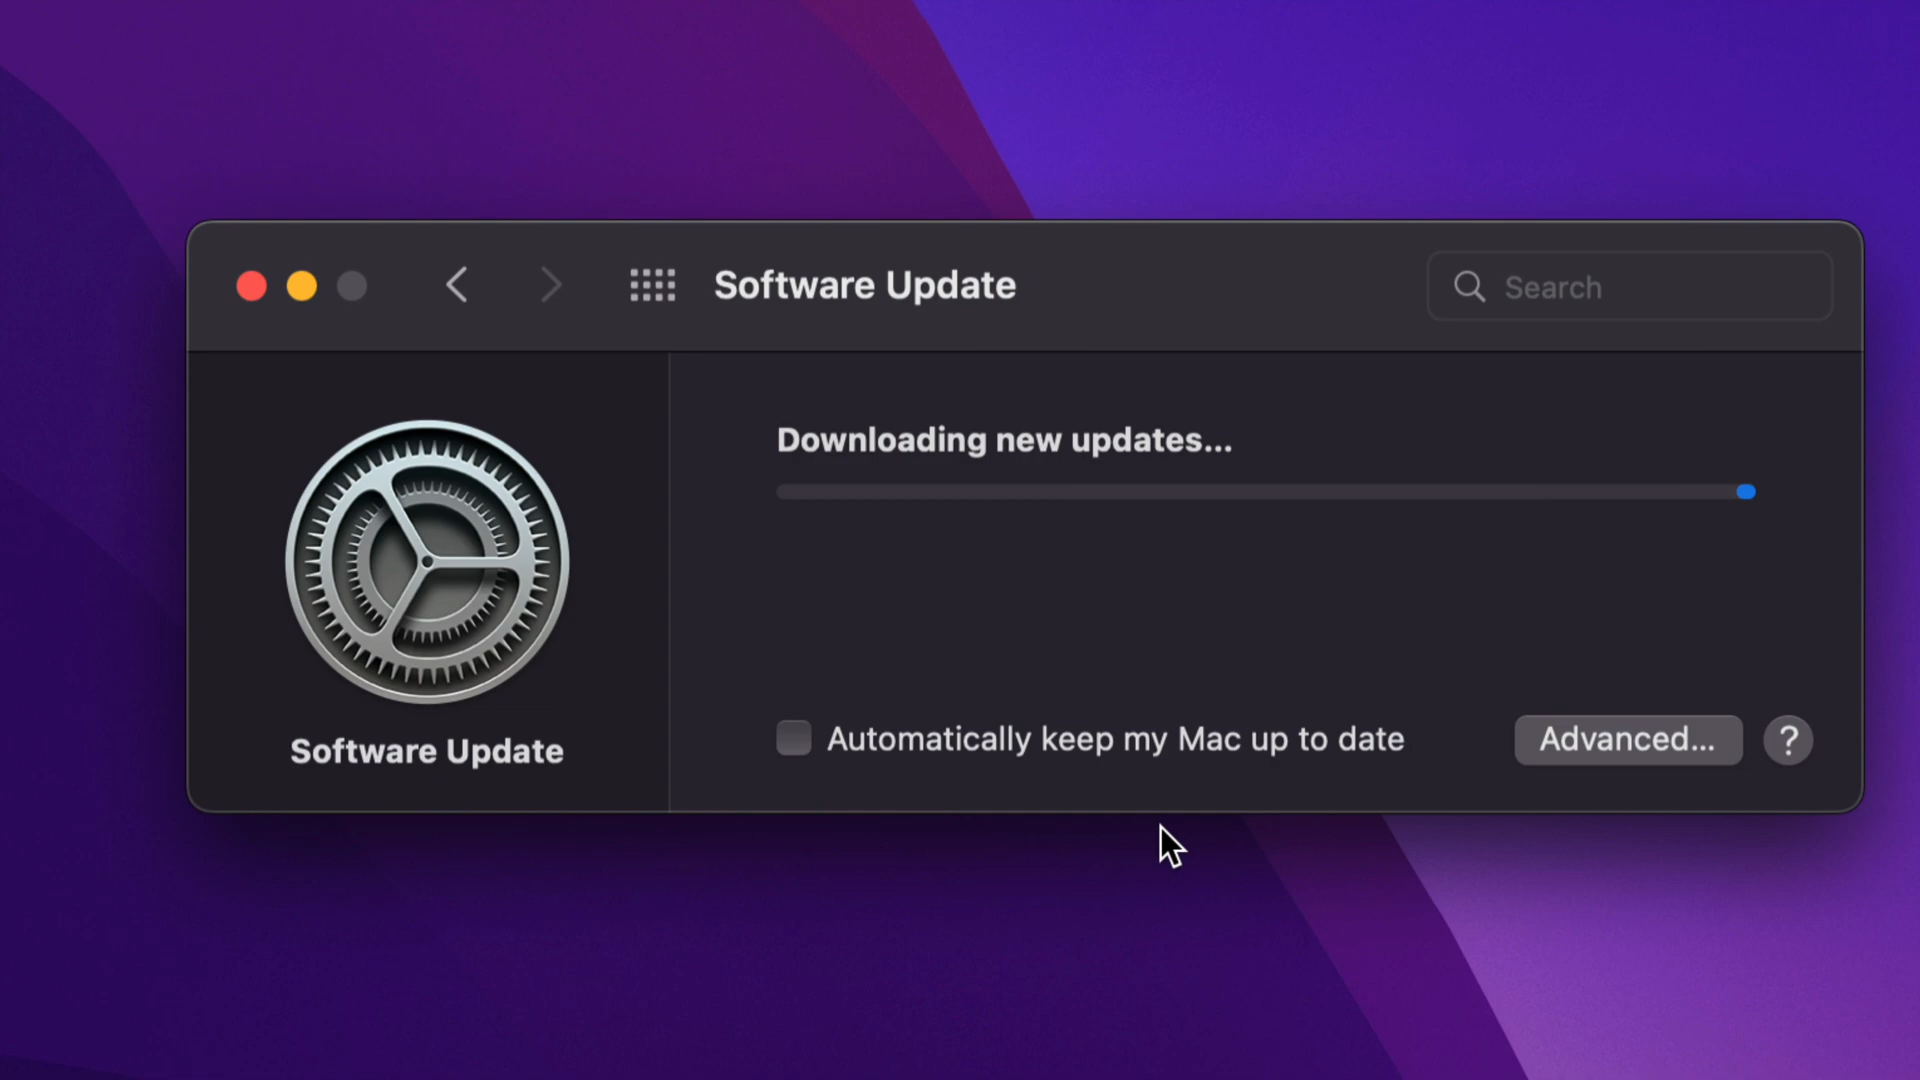 Software Update
Search
Downloading new updates...
Software Update
Automatically keep my Mac up to date
Advanced...
?